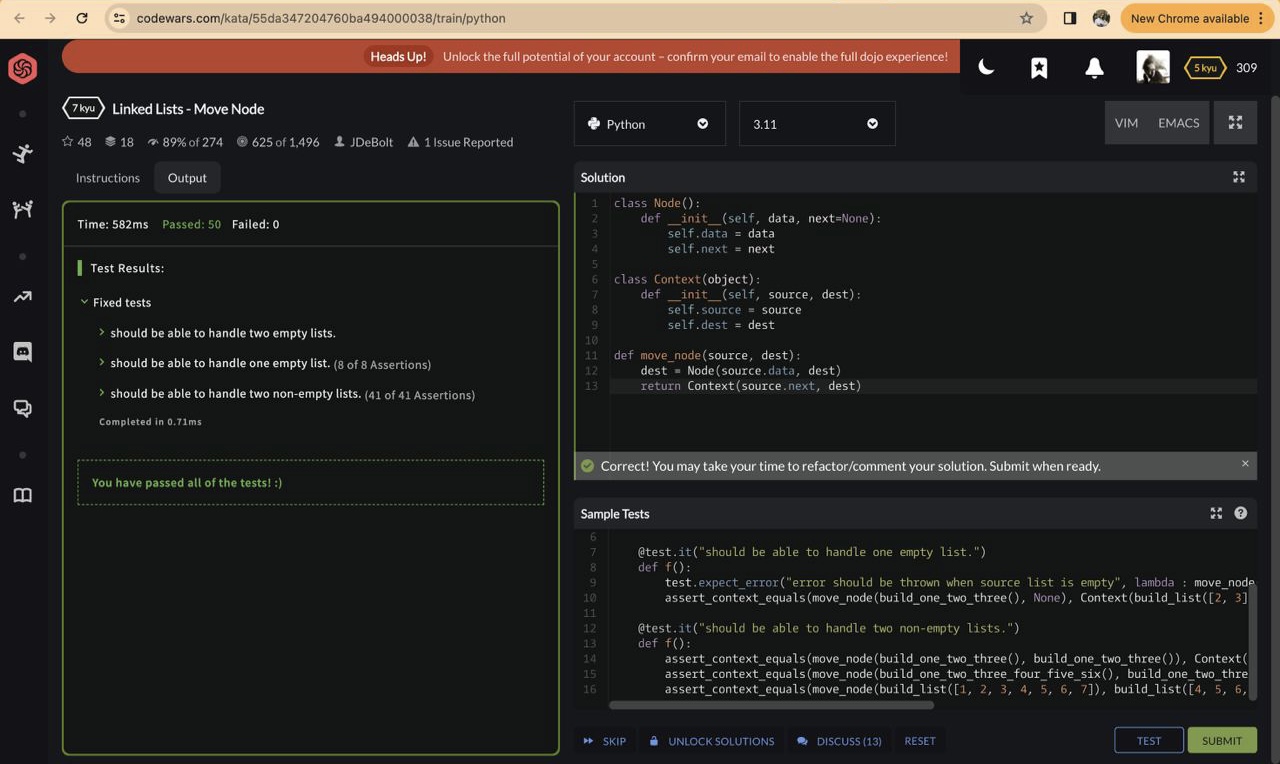 codewars.com/kata/55da347204760ba494000038/train/python
New Chrome available
Heads Up! Unlock the full potential of your account – confirm your email to enable the full dojo experience!
5 kyu 309
7 kyu Linked Lists - Move Node
48 18 89% of 274 625 of 1,496 JDeBolt 1 Issue Reported
Instructions Output
Time: 582ms Passed: 50 Failed: 0
Test Results:
Fixed tests
should be able to handle two empty lists.
should be able to handle one empty list. (8 of 8 Assertions)
should be able to handle two non-empty lists. (41 of 41 Assertions)
Completed in 0.71ms
You have passed all of the tests! :)
Python 3.11 VIM EMACS
Solution
1 class Node():
2     def __init__(self, data, next=None):
3         self.data = data
4         self.next = next
5
6 class Context(object):
7     def __init__(self, source, dest):
8         self.source = source
9         self.dest = dest
10
11 def move_node(source, dest):
12     dest = Node(source.data, dest)
13     return Context(source.next, dest)
Correct! You may take your time to refactor/comment your solution. Submit when ready.
Sample Tests
6
7     @test.it("should be able to handle one empty list.")
8     def f():
9         test.expect_error("error should be thrown when source list is empty", lambda : move_node
10         assert_context_equals(move_node(build_one_two_three(), None), Context(build_list([2, 3]
11
12     @test.it("should be able to handle two non-empty lists.")
13     def f():
14         assert_context_equals(move_node(build_one_two_three(), build_one_two_three()), Context(
15         assert_context_equals(move_node(build_one_two_three_four_five_six(), build_one_two_thre
16         assert_context_equals(move_node(build_list([1, 2, 3, 4, 5, 6, 7]), build_list([4, 5, 6,
SKIP UNLOCK SOLUTIONS DISCUSS (13) RESET TEST SUBMIT